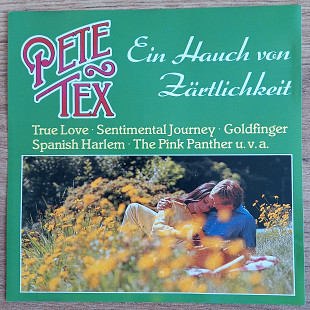 PETE
TEX
Ein Hauch von
Zärtlichkeit
True Love · Sentimental Journey · Goldfinger
Spanish Harlem · The Pink Panther u.v.a.